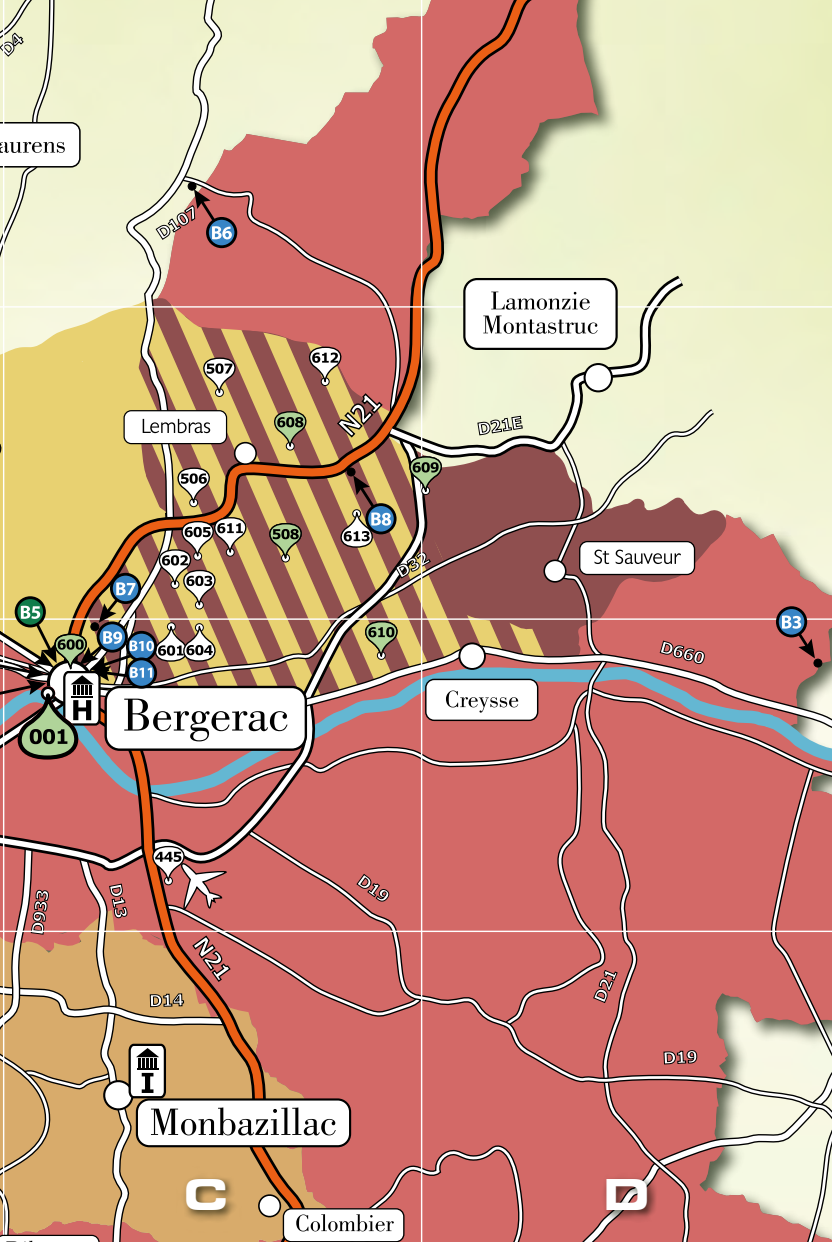 D4
aurens
D107
B6
Lamonzie
Montastruc
507
612
N21
608
Lembras
D21E
609
506
B8
605
611
613
508
602
D32
St Sauveur
603
B7
B5
B9
B10
B3
600
601
604
610
B11
D660
H
Bergerac
Creysse
001
445
D19
D933
D13
N21
D14
D21
D19
I
Monbazillac
C
D
Colombier